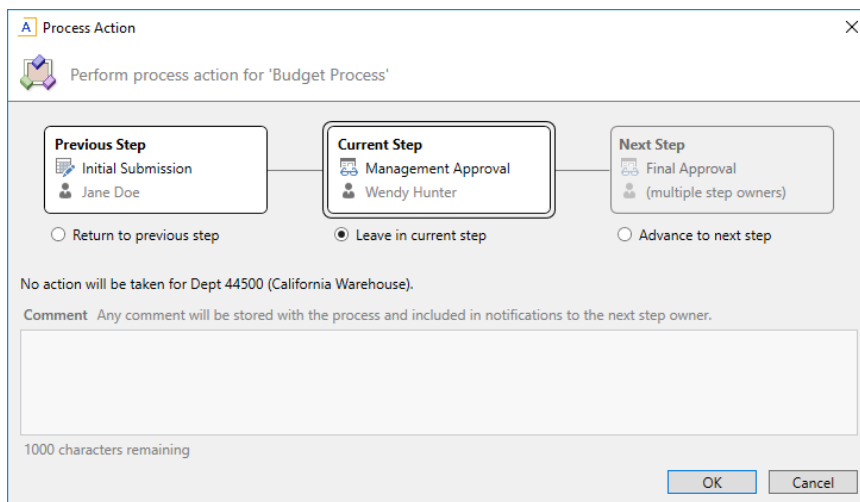 A Process Action
Perform process action for 'Budget Process'
Previous Step
Initial Submission
Jane Doe
Current Step
Management Approval
Wendy Hunter
Next Step
Final Approval
(multiple step owners)
Return to previous step
Leave in current step
Advance to next step
No action will be taken for Dept 44500 (California Warehouse).
Comment Any comment will be stored with the process and included in notifications to the next step owner.
1000 characters remaining
OK
Cancel